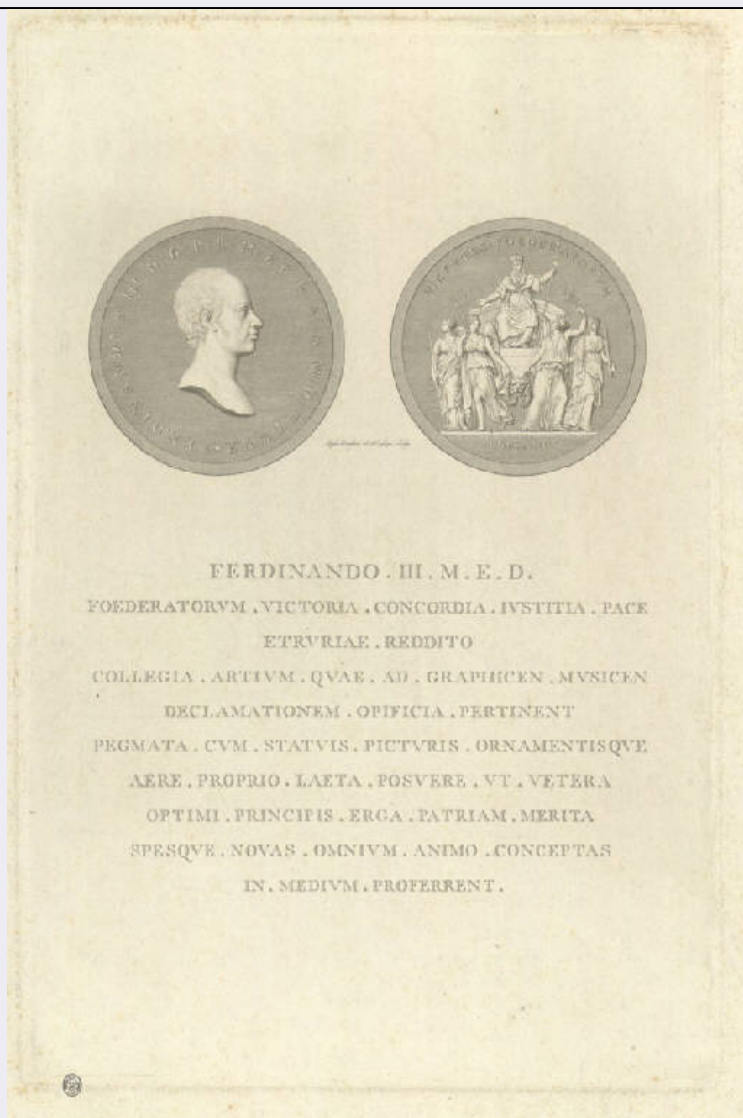 FERDINANDO . III . M . E . D .
FOEDERATORVM . VICTORIA . CONCORDIA . IVSTITIA . PACE
ETRVRIAE . REDDITO
COLLEGIA . ARTIVM . QVAE . AD . GRAPHICEN . MVSICEN
DECLAMATIONEM . OPIFICIA . PERTINENT
PEGMATA . CVM . STATVIS . PICTVRIS . ORNAMENTISQVE
AERE . PROPRIO . LAETA . POSVERE . VT . VETERA
OPTIMI . PRINCIPIS . ERGA . PATRIAM . MERITA
SPESQVE . NOVAS . OMNIVM . ANIMO . CONCEPTAS
IN . MEDIVM . PROFERRENT .